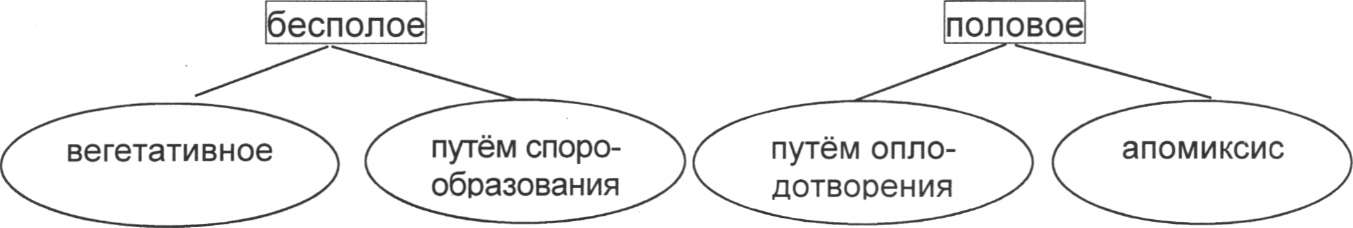 бесполое
половое
вегетативное
путём споро-
образования
путём опло-
дотворения
апомиксис